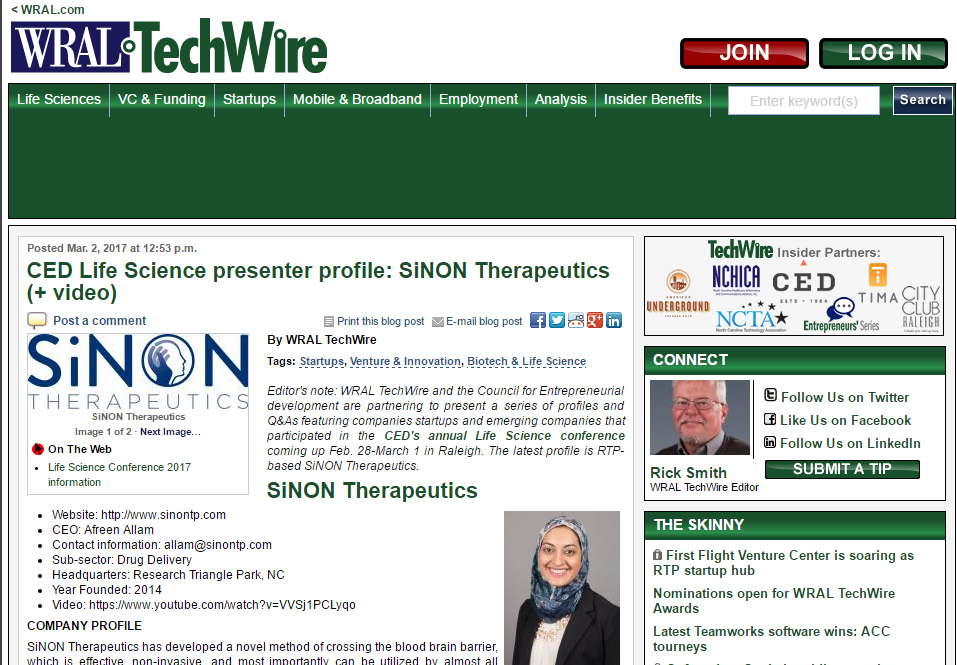 < WRAL.com
WRAL TechWire
JOIN
LOG IN
Life Sciences
VC & Funding
Startups
Mobile & Broadband
Employment
Analysis
Insider Benefits
Enter keyword(s)
Search
Posted Mar. 2, 2017 at 12:53 p.m.
CED Life Science presenter profile: SiNON Therapeutics
(+ video)
Post a comment
Print this blog post
E-mail blog post
SiNON
THERAPEUTICS
SiNON Therapeutics
Image 1 of 2 · Next Image...
On The Web
Life Science Conference 2017
information
By WRAL TechWire
Tags: Startups, Venture & Innovation, Biotech & Life Science
Editor's note: WRAL TechWire and the Council for Entrepreneurial
development are partnering to present a series of profiles and
Q&As featuring companies startups and emerging companies that
participated in the CED's annual Life Science conference
coming up Feb. 28-March 1 in Raleigh. The latest profile is RTP-
based SiNON Therapeutics.
SiNON Therapeutics
Website: http://www.sinontp.com
CEO: Afreen Allam
Contact information: allam@sinontp.com
Sub-sector: Drug Delivery
Headquarters: Research Triangle Park, NC
Year Founded: 2014
Video: https://www.youtube.com/watch?v=VVSj1PCLyqo
COMPANY PROFILE
SiNON Therapeutics has developed a novel method of crossing the blood brain barrier,
which is effective, non-invasive, and most importantly can be utilized by almost all
TechWire Insider Partners:
AMERICAN
UNDERGROUND
NCHICA
CED
ESTD · 1984
TIMA
CITY
CLUB
RALEIGH
NCTA
North Carolina Technology Association
Entrepreneurs' Series
CONNECT
Follow Us on Twitter
Like Us on Facebook
Follow Us on LinkedIn
SUBMIT A TIP
Rick Smith
WRAL TechWire Editor
THE SKINNY
First Flight Venture Center is soaring as
RTP startup hub
Nominations open for WRAL TechWire
Awards
Latest Teamworks software wins: ACC
tourneys